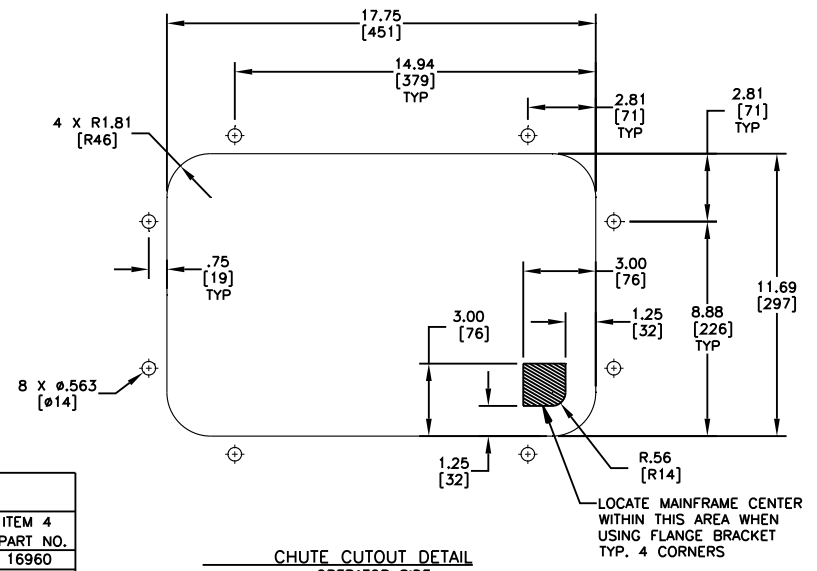 17.75
[451]
14.94
[379]
TYP
2.81
[71]
TYP
2.81
[71]
TYP
4 X R1.81
[R46]
.75
[19]
TYP
3.00
[76]
11.69
[297]
3.00
[76]
1.25
[32]
8.88
[226]
TYP
8 X ø.563
[ø14]
1.25
[32]
R.56
[R14]
LOCATE MAINFRAME CENTER
WITHIN THIS AREA WHEN
USING FLANGE BRACKET
TYP. 4 CORNERS
ITEM 4
PART NO.
16960
CHUTE CUTOUT DETAIL